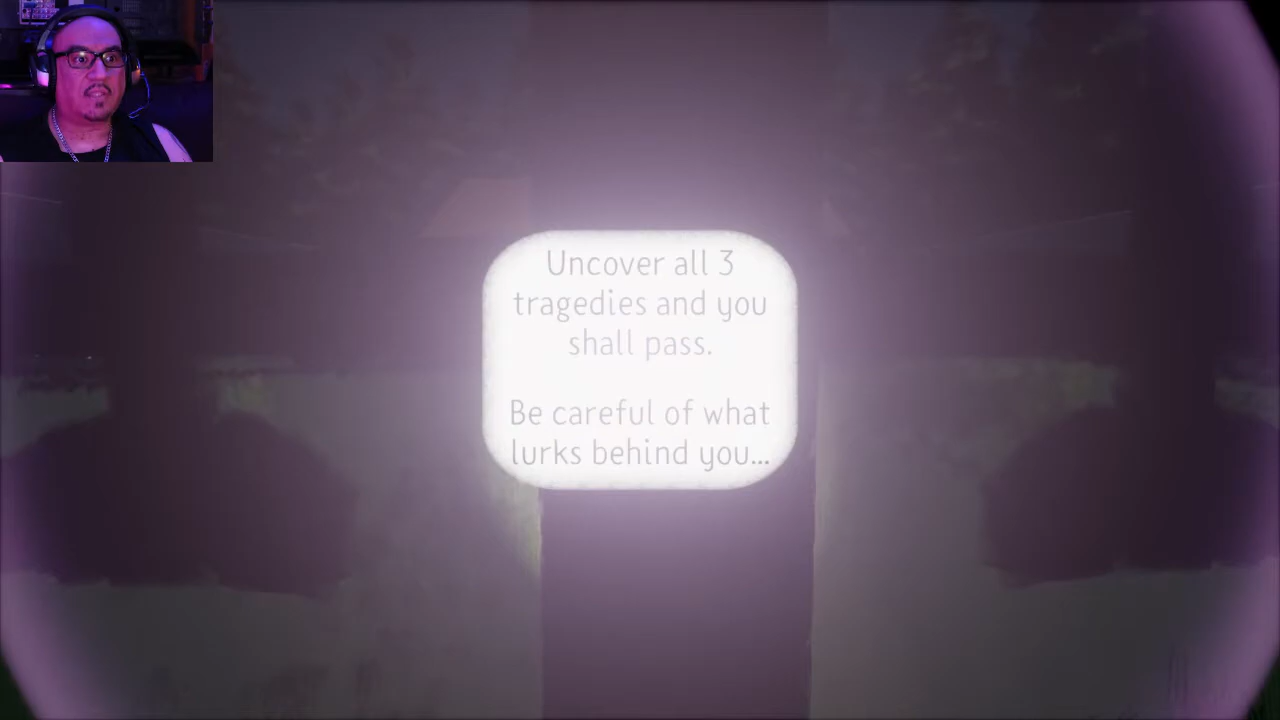 Uncover all 3
tragedies and you
shall pass.
Be careful of what
lurks behind you...